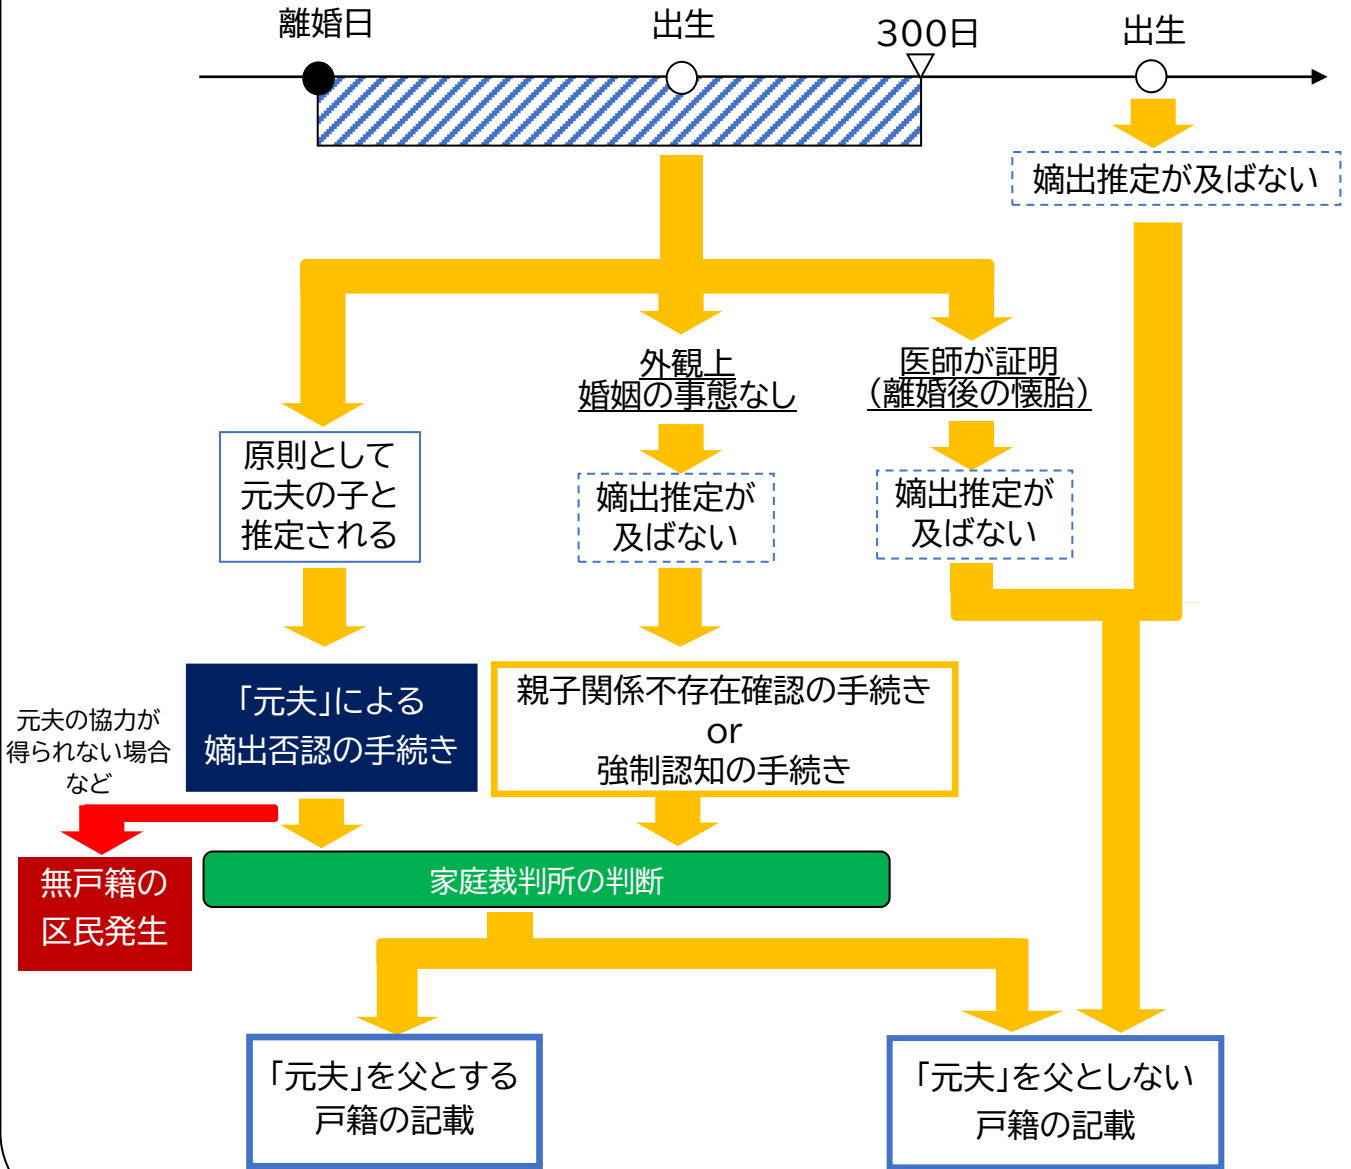 離婚日
出生
300日
出生
嫡出推定が及ばない
外観上
婚姻の事態なし
医師が証明
(離婚後の懐胎)
原則として
元夫の子と
推定される
嫡出推定が
及ばない
嫡出推定が
及ばない
「元夫」による
嫡出否認の手続き
親子関係不存在確認の手続き
or
強制認知の手続き
元夫の協力が
得られない場合
など
無戸籍の
区民発生
家庭裁判所の判断
「元夫」を父とする
戸籍の記載
「元夫」を父としない
戸籍の記載